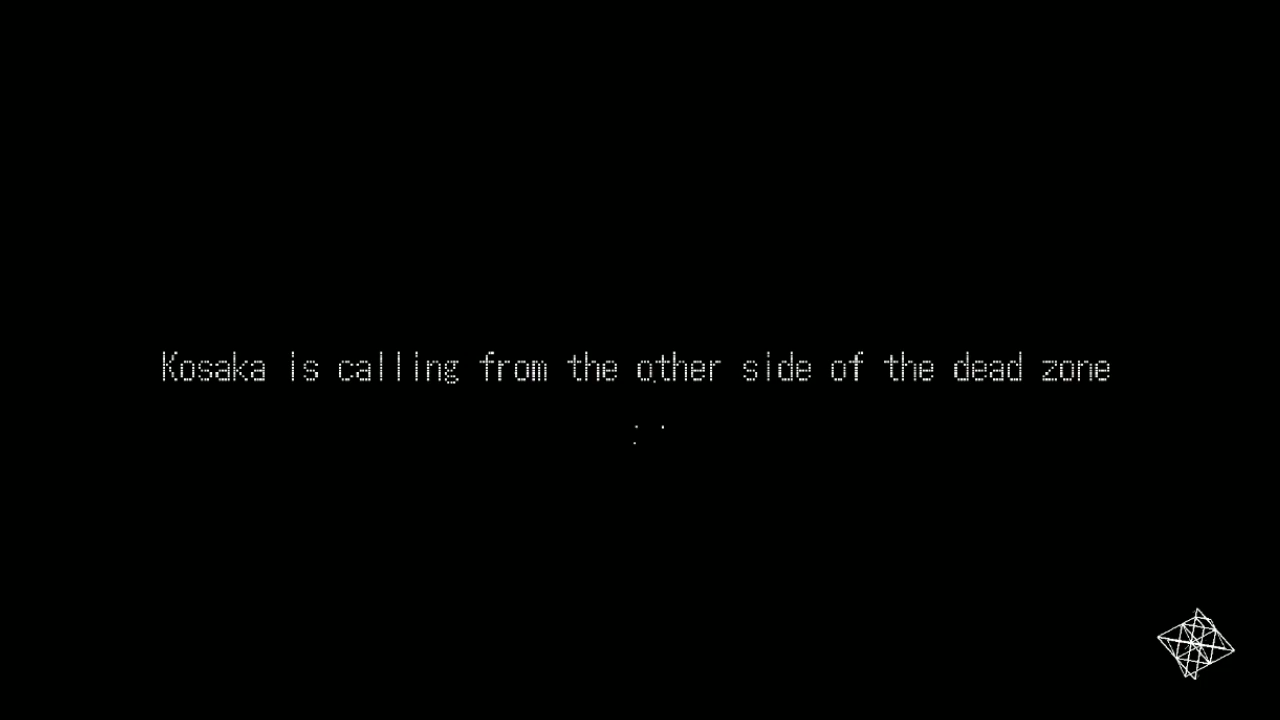 Kosaka is calling from the other side of the dead zone